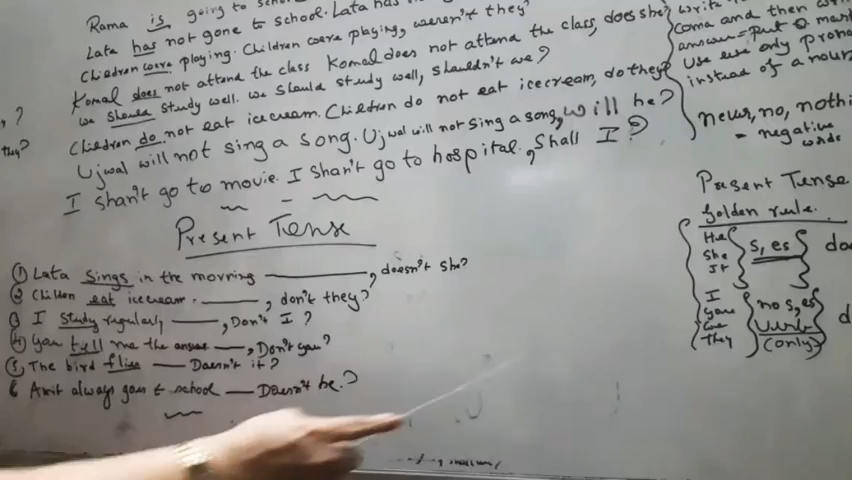 Rama is going to
Lata has not gone to school. Lata has
Children were playing. Children were playing, weren't they
Komal does not attend the class Komal does not attend the class, does she?
we should study well. we should study well, shouldn't we?
Children do not eat icecream. Children do not eat icecream, do they?
Ujwal will not sing a song. Ujwal will not sing a song, will he?
I shan't go to movie. I shan't go to hospital, shall I?
, ?
they?
write
coma and then
answer = put Q mark
use only
instead of a noun
never, no, nothi
= negative
words
Present Tense
① Lata sings in the morning ______, doesn't she?
② Chilren eat icecream. ______, don't they?
③ I study regularly ______, Don't I?
④ you tell me the answer ______, Don't you?
⑤ The bird flies ______ Doesn't it?
6 Amit always goes to school ______ Doesn't he.?
Present Tense
Golden rule.
He
She
It
s, es
I
you
we
They
no s, es
verb
(only)